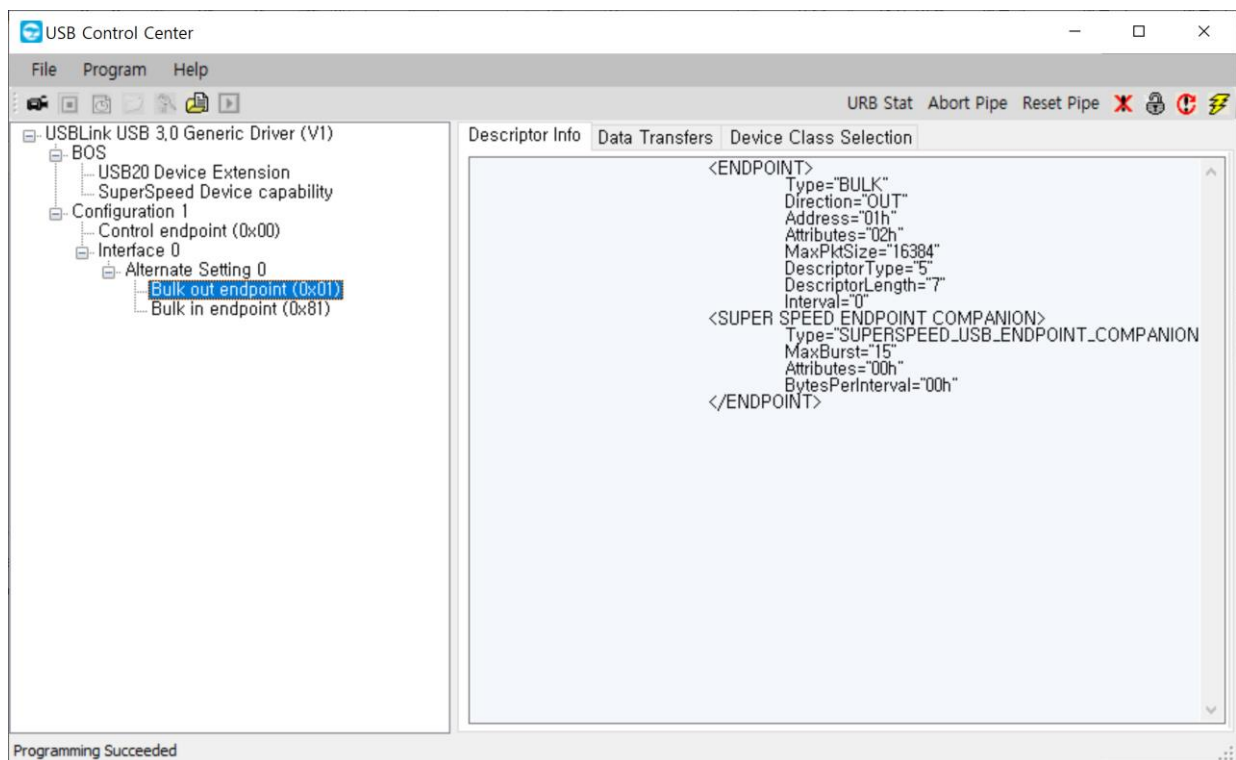 USB Control Center
File Program Help
URB Stat Abort Pipe Reset Pipe
USBLink USB 3,0 Generic Driver (V1)
BOS
USB20 Device Extension
SuperSpeed Device capability
Configuration 1
Control endpoint (0x00)
Interface 0
Alternate Setting 0
Bulk out endpoint (0x01)
Bulk in endpoint (0x81)
Descriptor Info Data Transfers Device Class Selection
<ENDPOINT>
Type="BULK"
Direction="OUT"
Address="01h"
Attributes="02h"
MaxPktSize="16384"
DescriptorType="5"
DescriptorLength="7"
Interval="0"
<SUPER SPEED ENDPOINT COMPANION>
Type="SUPERSPEED_USB_ENDPOINT_COMPANION
MaxBurst="15"
Attributes="00h"
BytesPerInterval="00h"
</ENDPOINT>
Programming Succeeded